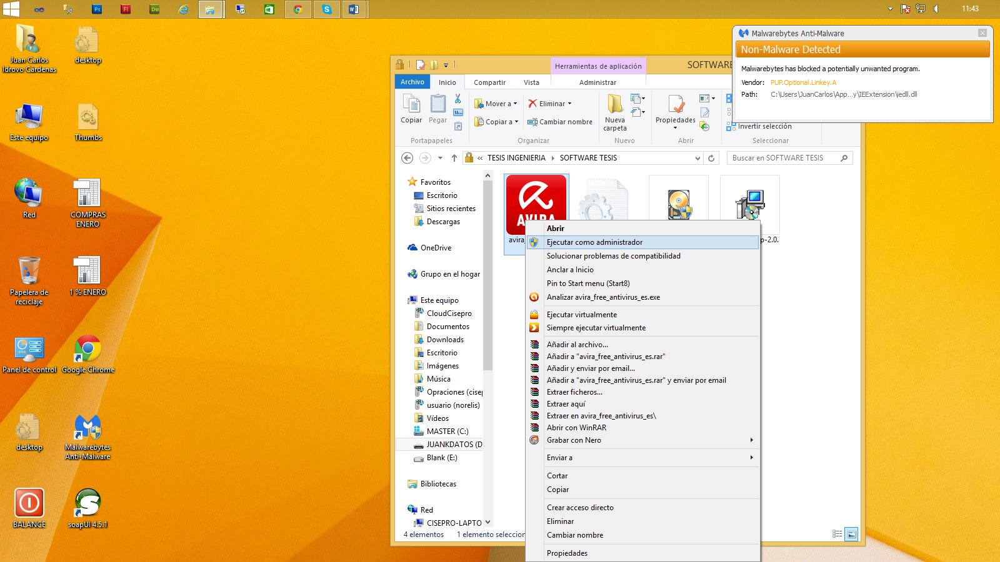 Ps
Fl
Dw
11:43
Juan Carlos
Idrovo Cárdenas
desktop
Este equipo
Thumbs
Red
COMPRAS
ENERO
Papelera de
reciclaje
1 % ENERO
Panel de control
Google Chrome
desktop
Malwarebytes
Anti-Malware
BALANCE
soapUI 4.5.1
Malwarebytes Anti-Malware
Non-Malware Detected
Malwarebytes has blocked a potentially unwanted program.
Vendor: PUP.Optional.Linkey.A
Path: C:\Users\JuanCarlos\App...y\IEExtension\iedll.dll
Herramientas de aplicación
SOFTWARE
Archivo
Inicio
Compartir
Vista
Administrar
Copiar
Pegar
Mover a
Copiar a
Eliminar
Cambiar nombre
Nueva
carpeta
Propiedades
Invertir selección
Portapapeles
Organizar
Nuevo
Abrir
Seleccionar
« TESIS INGENIERIA
SOFTWARE TESIS
Buscar en SOFTWARE TESIS
Favoritos
Escritorio
Sitios recientes
Descargas
OneDrive
Grupo en el hogar
Este equipo
CloudCisepro
Documentos
Downloads
Escritorio
Imágenes
Música
Opraciones (cisep
usuario (norelis)
Vídeos
MASTER (C:)
JUANKDATOS (D
Blank (E:)
Bibliotecas
Red
CISEPRO-LAPTO
4 elementos
1 elemento seleccion
AVIRA
avira_
p-2.0.
Abrir
Ejecutar como administrador
Solucionar problemas de compatibilidad
Anclar a Inicio
Pin to Start menu (Start8)
Analizar avira_free_antivirus_es.exe
Ejecutar virtualmente
Siempre ejecutar virtualmente
Añadir al archivo...
Añadir a "avira_free_antivirus_es.rar"
Añadir y enviar por email...
Añadir a "avira_free_antivirus_es.rar" y enviar por email
Extraer ficheros...
Extraer aquí
Extraer en avira_free_antivirus_es\
Abrir con WinRAR
Grabar con Nero
Enviar a
Cortar
Copiar
Crear acceso directo
Eliminar
Cambiar nombre
Propiedades